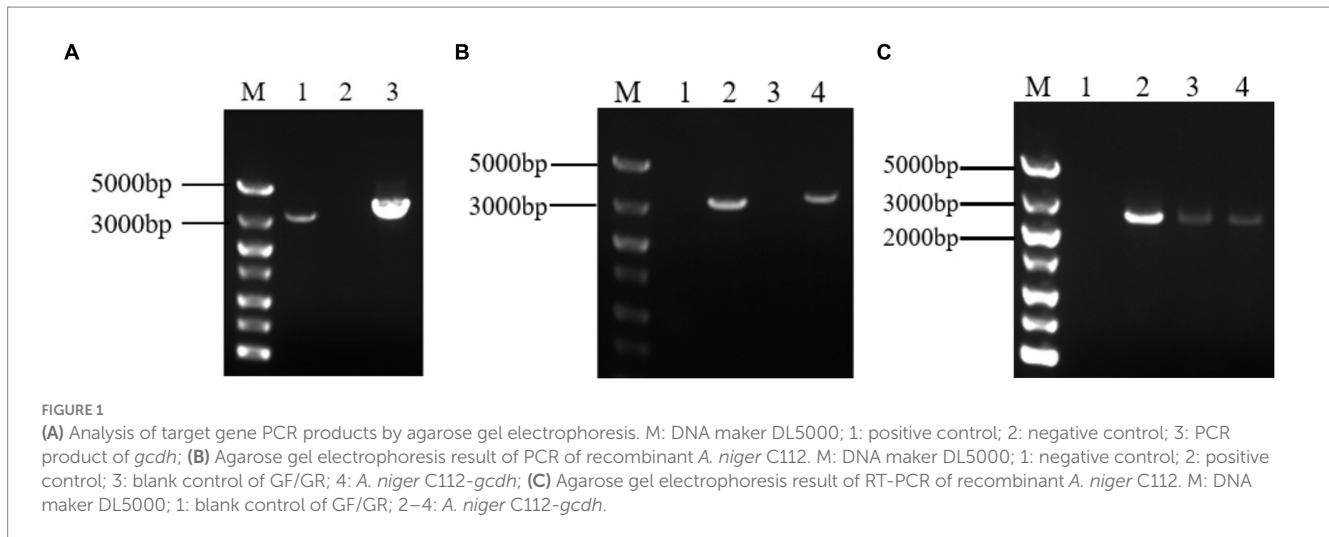 A
B
C
M 1 2 3
M 1 2 3 4
M 1 2 3 4
5000bp
3000bp
5000bp
3000bp
5000bp
3000bp
2000bp
FIGURE 1
(A) Analysis of target gene PCR products by agarose gel electrophoresis. M: DNA maker DL5000; 1: positive control; 2: negative control; 3: PCR
product of gcdh; (B) Agarose gel electrophoresis result of PCR of recombinant A. niger C112. M: DNA maker DL5000; 1: negative control; 2: positive
control; 3: blank control of GF/GR; 4: A. niger C112-gcdh; (C) Agarose gel electrophoresis result of RT-PCR of recombinant A. niger C112. M: DNA
maker DL5000; 1: blank control of GF/GR; 2–4: A. niger C112-gcdh.